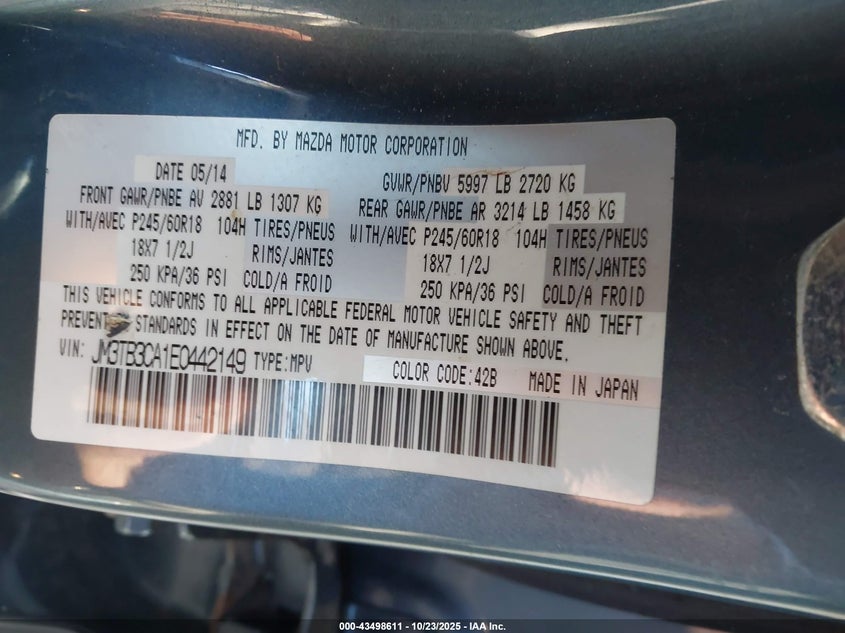 MFD. BY MAZDA MOTOR CORPORATION
DATE 05/14 GVWR/PNBV 5997 LB 2720 KG
FRONT GAWR/PNBE AV 2881 LB 1307 KG REAR GAWR/PNBE AR 3214 LB 1458 KG
WITH/AVEC P245/60R18 104H TIRES/PNEUS WITH/AVEC P245/60R18 104H TIRES/PNEUS
18X7 1/2J RIMS/JANTES 18X7 1/2J RIMS/JANTES
250 KPA/36 PSI COLD/A FROID 250 KPA/36 PSI COLD/A FROID
THIS VEHICLE CONFORMS TO ALL APPLICABLE FEDERAL MOTOR VEHICLE SAFETY AND THEFT
STANDARDS IN EFFECT ON THE DATE OF MANUFACTURE SHOWN ABOVE.
VIN: JM3TB3CA1E0442149 TYPE:MPV COLOR CODE:42B MADE IN JAPAN
000-43498611 - 10/23/2025 - IAA Inc.